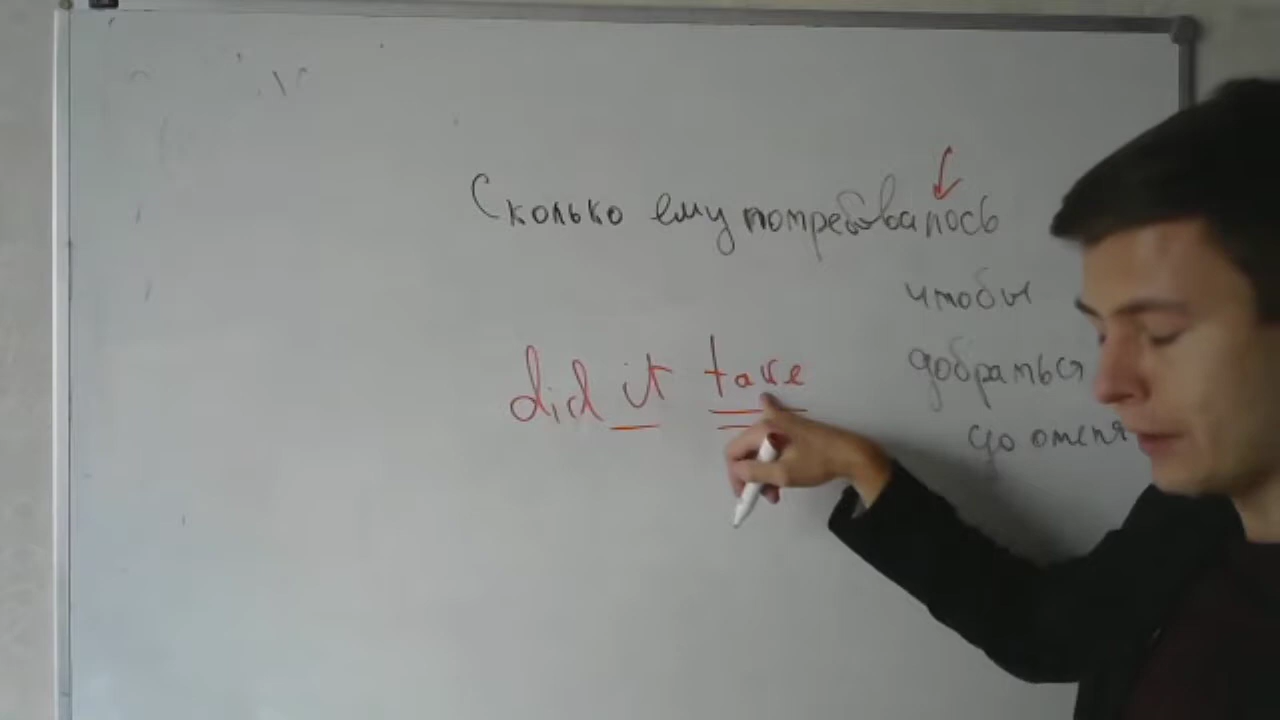 Сколько ему потребовалось
чтобы
did it take
добраться
до отеля